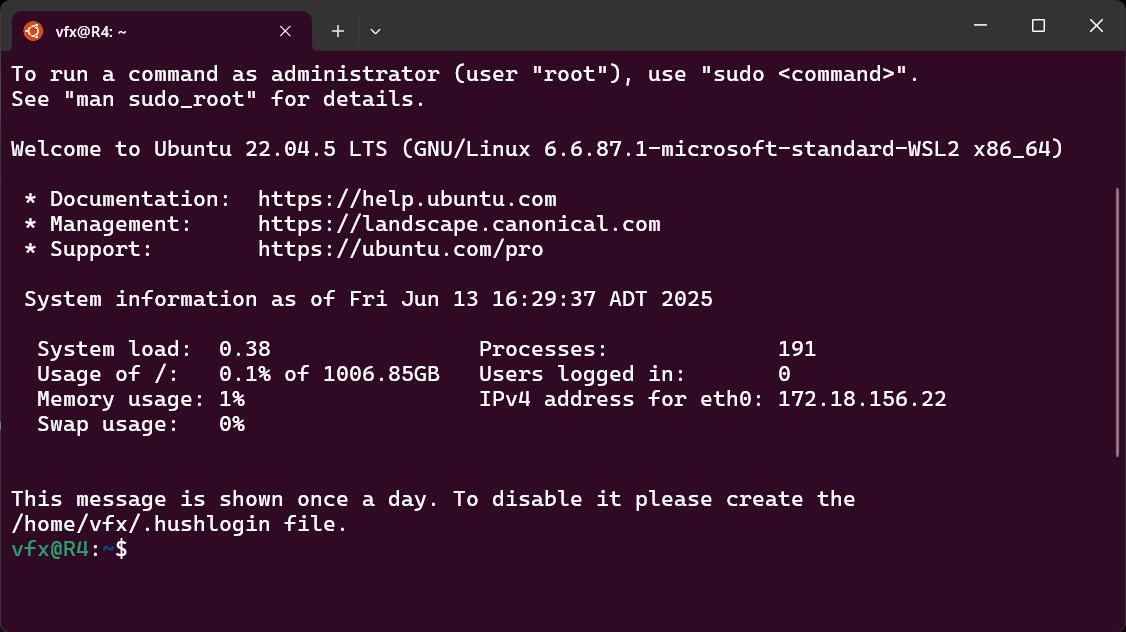 vfx@R4: ~
To run a command as administrator (user "root"), use "sudo <command>".
See "man sudo_root" for details.
Welcome to Ubuntu 22.04.5 LTS (GNU/Linux 6.6.87.1-microsoft-standard-WSL2 x86_64)
* Documentation:  https://help.ubuntu.com
* Management:     https://landscape.canonical.com
* Support:        https://ubuntu.com/pro
System information as of Fri Jun 13 16:29:37 ADT 2025
System load:  0.38                Processes:             191
Usage of /:   0.1% of 1006.85GB   Users logged in:       0
Memory usage: 1%                  IPv4 address for eth0: 172.18.156.22
Swap usage:   0%
This message is shown once a day. To disable it please create the
/home/vfx/.hushlogin file.
vfx@R4:~$